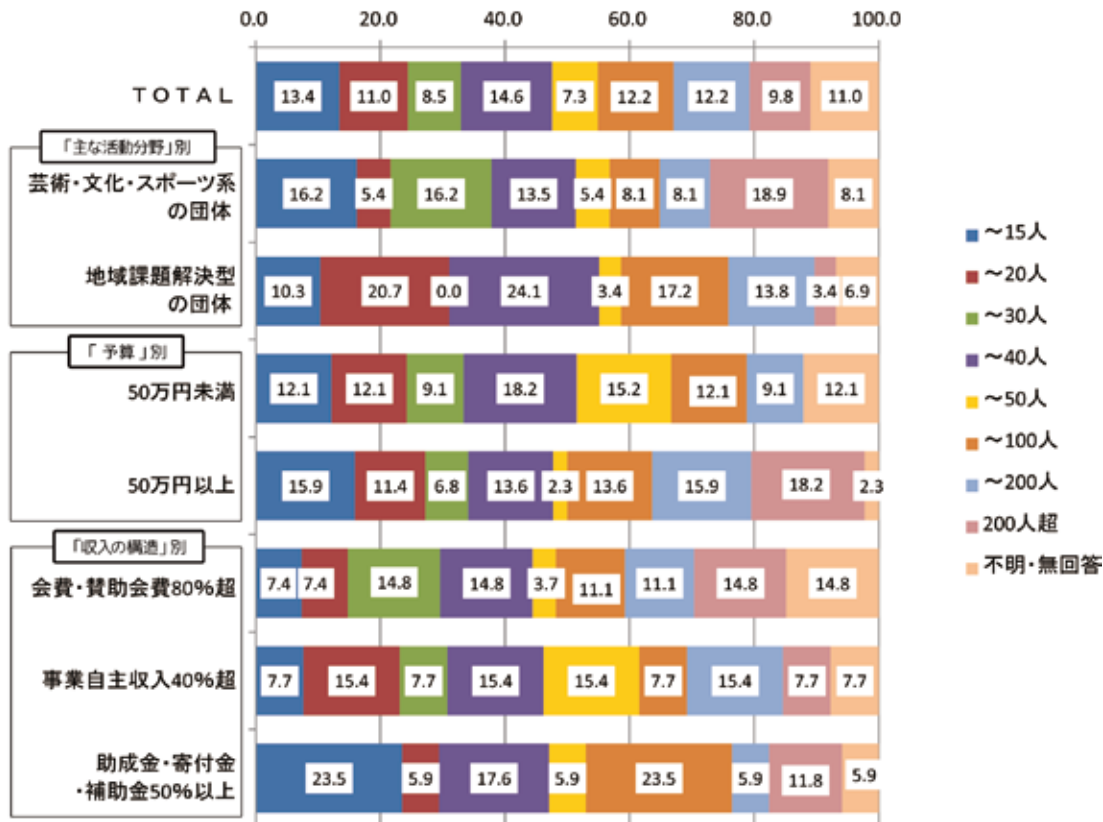 0.0 20.0 40.0 60.0 80.0 100.0
TOTAL
13.4 11.0 8.5 14.6 7.3 12.2 12.2 9.8 11.0
「主な活動分野」別
芸術・文化・スポーツ系
の団体
16.2 5.4 16.2 13.5 5.4 8.1 8.1 18.9 8.1
地域課題解決型
の団体
10.3 20.7 0.0 24.1 3.4 17.2 13.8 3.4 6.9
「 予算 」別
50万円未満
12.1 12.1 9.1 18.2 15.2 12.1 9.1 12.1
50万円以上
15.9 11.4 6.8 13.6 2.3 13.6 15.9 18.2 2.3
「収入の構造」別
会費・賛助会費80%超
7.4 7.4 14.8 14.8 3.7 11.1 11.1 14.8 14.8
事業自主収入40%超
7.7 15.4 7.7 15.4 15.4 7.7 15.4 7.7 7.7
助成金・寄付金
・補助金50%以上
23.5 5.9 17.6 5.9 23.5 5.9 11.8 5.9
～15人
～20人
～30人
～40人
～50人
～100人
～200人
200人超
不明・無回答